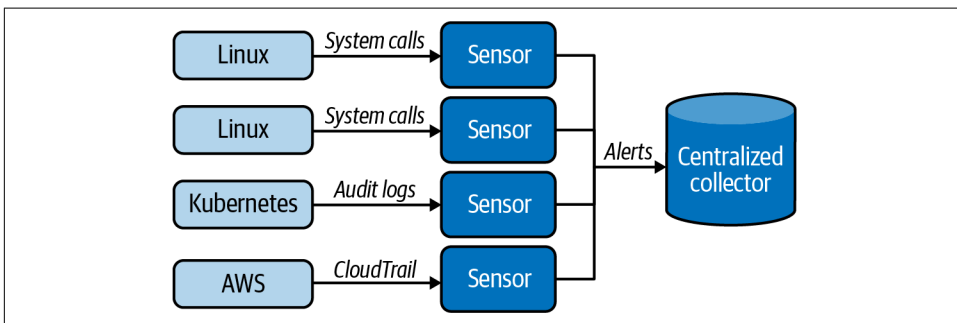 Linux
System calls
Sensor
Linux
System calls
Sensor
Kubernetes
Audit logs
Sensor
AWS
CloudTrail
Sensor
Alerts
Centralized
collector